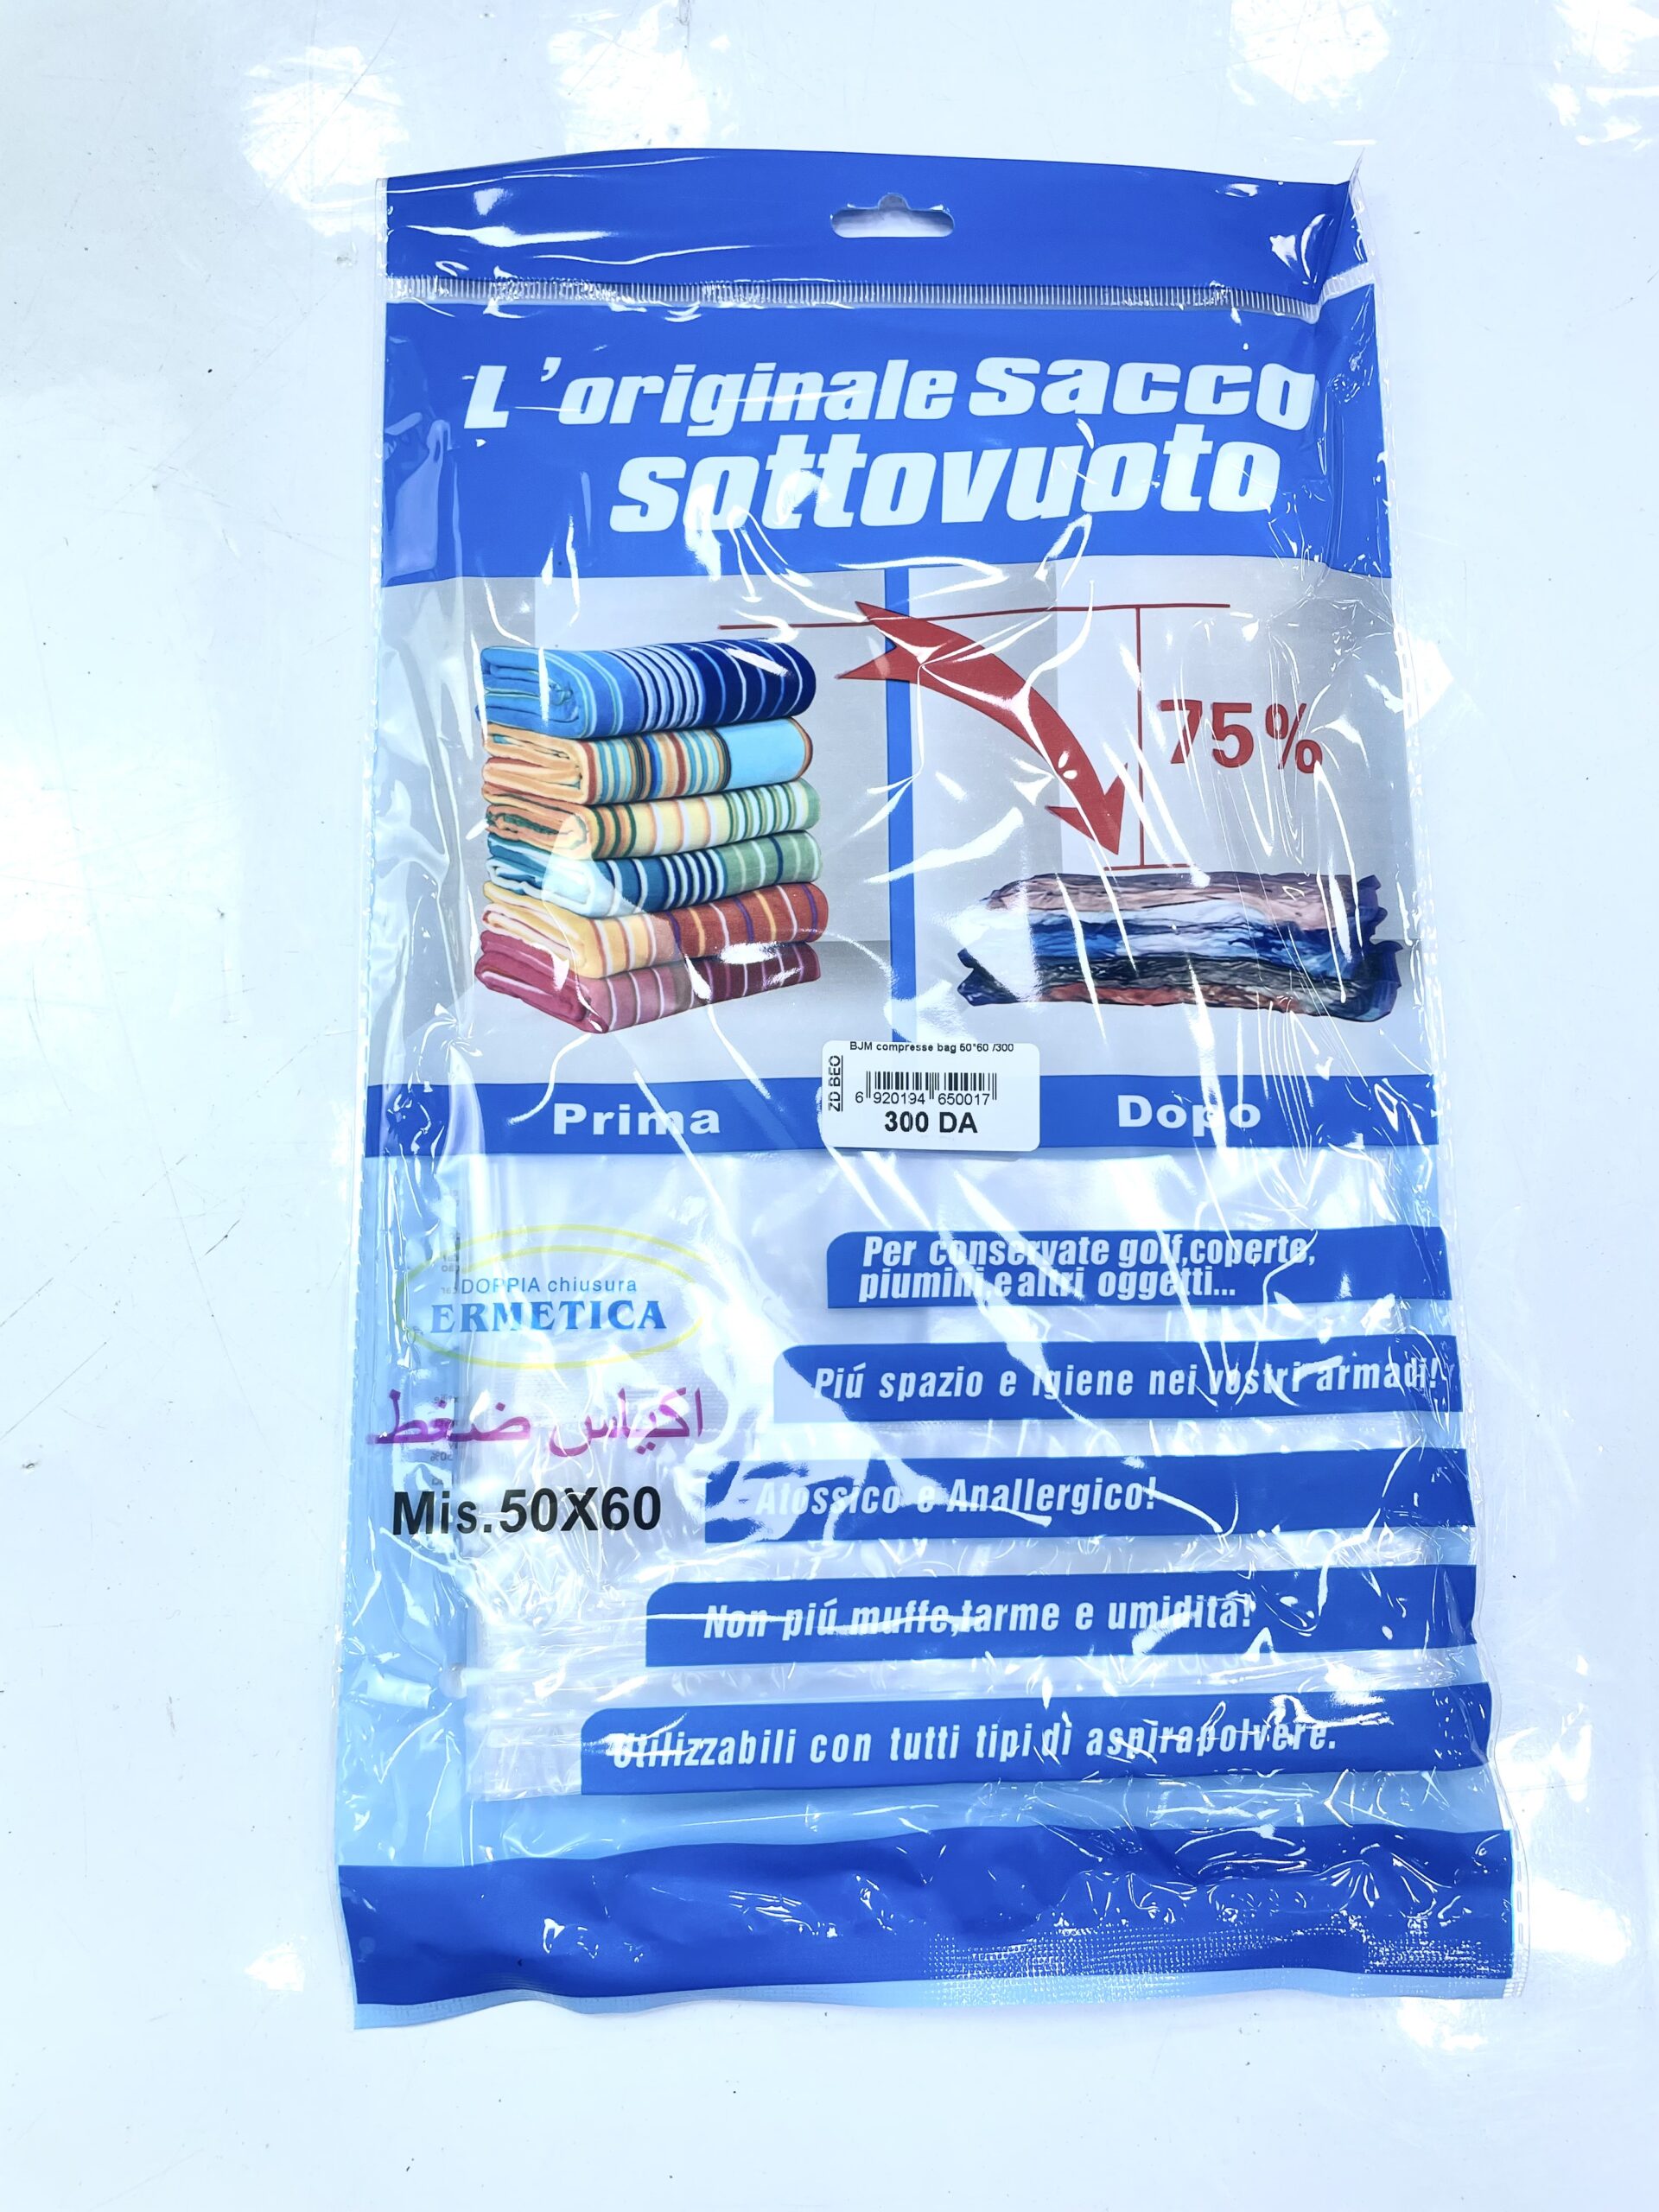 L'originale sacco
sottovuoto
75%
BJM compresse bag 50*60 /300
ZD BEO
6 920194 650017
300 DA
Prima
Dopo
DOPPIA chiusura
ERMETICA
اكياس ضغط
Mis.50X60
Per conservate golf,coperte,
piumini,e altri oggetti...
Piú spazio e igiene nei vostri armadi!
Atossico e Anallergico!
Non piú muffe,tarme e umiditá!
Utilizzabili con tutti tipi di aspirapolvere.